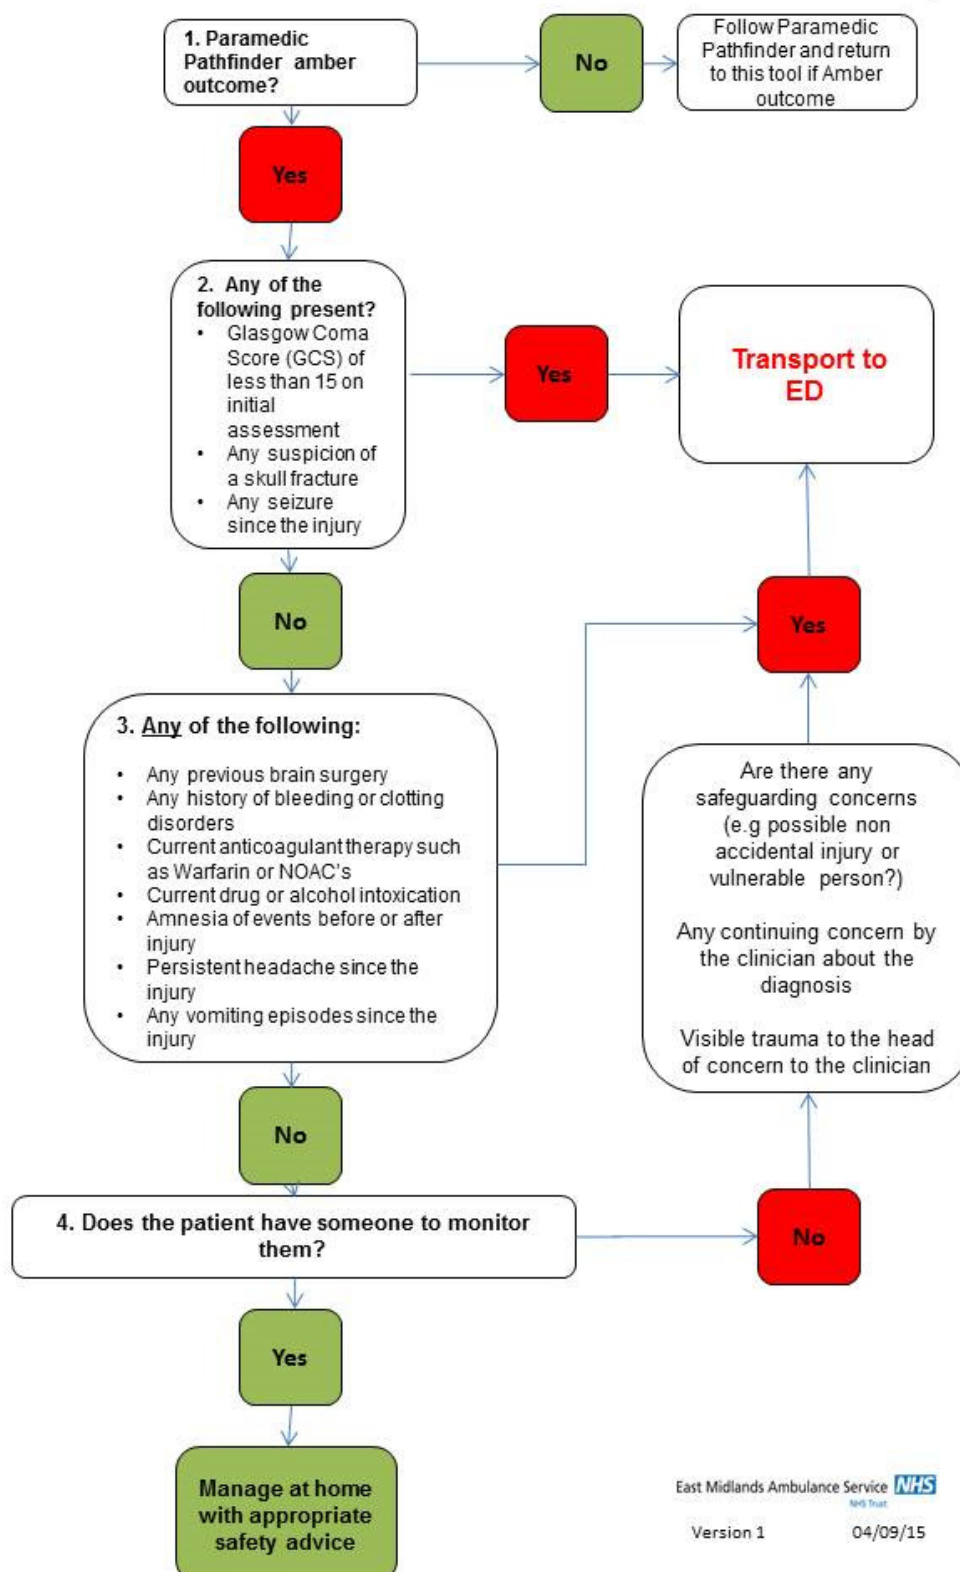 1. Paramedic
Pathfinder amber
outcome?
No
Follow Paramedic
Pathfinder and return
to this tool if Amber
outcome
Yes
2. Any of the
following present?
• Glasgow Coma
Score (GCS) of
less than 15 on
initial
assessment
• Any suspicion of
a skull fracture
• Any seizure
since the injury
Yes
Transport to
ED
No
Yes
3. Any of the following:
• Any previous brain surgery
• Any history of bleeding or clotting
disorders
• Current anticoagulant therapy such
as Warfarin or NOAC's
• Current drug or alcohol intoxication
• Amnesia of events before or after
injury
• Persistent headache since the
injury
• Any vomiting episodes since the
injury
Are there any
safeguarding concerns
(e.g possible non
accidental injury or
vulnerable person?)
Any continuing concern by
the clinician about the
diagnosis
Visible trauma to the head
of concern to the clinician
No
4. Does the patient have someone to monitor
them?
No
Yes
Manage at home
with appropriate
safety advice
East Midlands Ambulance Service NHS
NHS Trust
Version 1 04/09/15